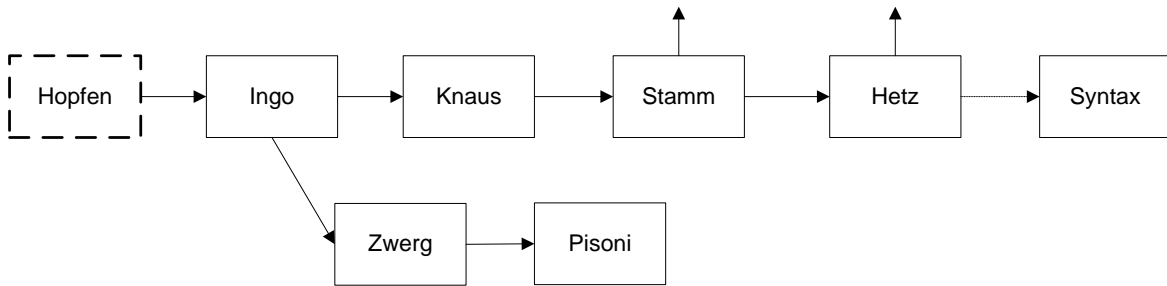 Hopfen
Ingo
Knaus
Stamm
Hetz
Syntax
Zwerg
Pisoni